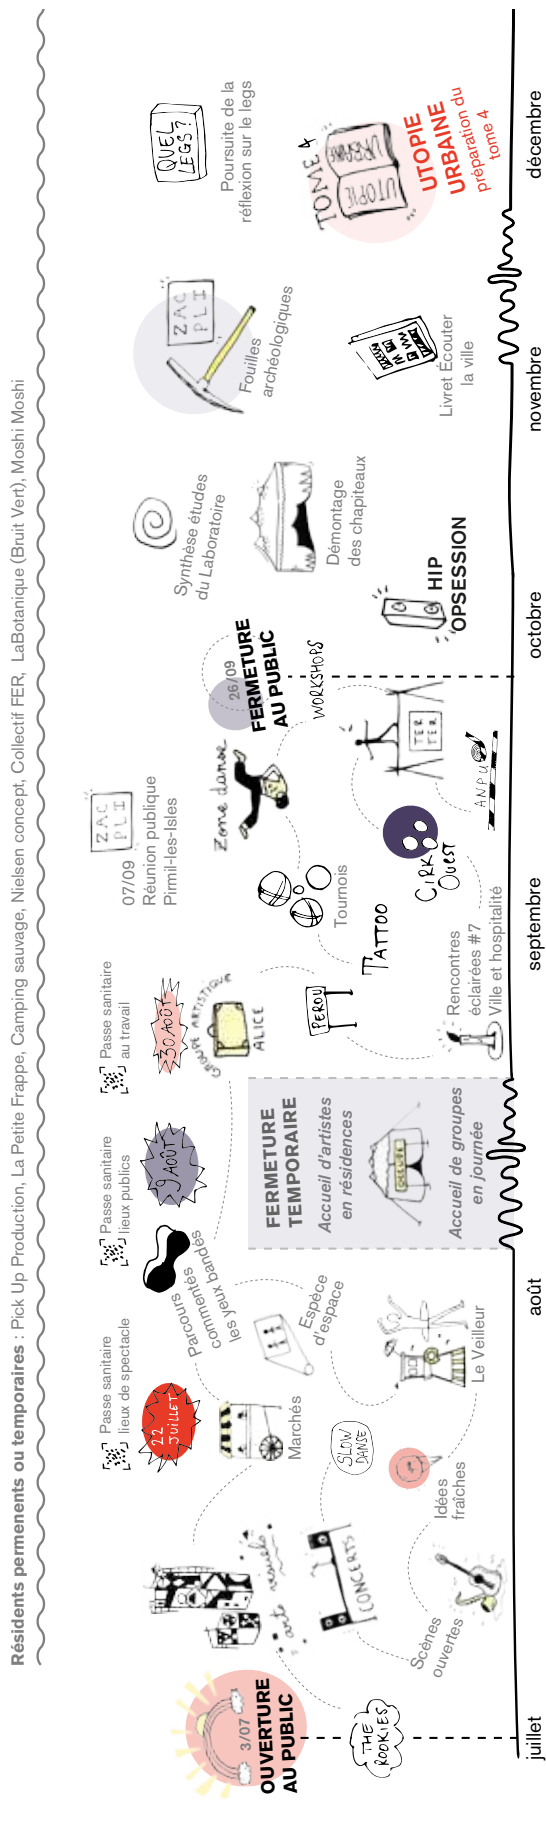 Résidents permenents ou temporaires : Pick Up Production, La Petite Frappe, Camping sauvage, Nielsen concept, Collectif FER, LaBotanique (Bruit Vert), Moshi Moshi
3/07
OUVERTURE
AU PUBLIC
THE
ROOKIES
arts visuels
CONCERTS
Scènes
ouvertes
Passe sanitaire
lieux de spectacle
22
JUILLET
Marchés
SLOW
DANSE
Idées
fraîches
Parcours
commentés
les yeux bandés
Espèce
d'espace
Le Veilleur
Passe sanitaire
lieux publics
9 AOÛT
FERMETURE
TEMPORAIRE
Accueil d'artistes
en résidences
Accueil de groupes
en journée
Passe sanitaire
au travail
30 AOÛT
GROUPE ARTISTIQUE
ALICE
PEROU
Rencontres
éclairées #7
Ville et hospitalité
ZAC
PLI
07/09
Réunion publique
Pirmil-les-Isles
Zone danse
Tournois
TATTOO
CIRK
OUEST
ANPU
TER
TER
WORKSHOPS
26/09
FERMETURE
AU PUBLIC
HIP
OPSESSION
Synthèse études
du Laboratoire
Démontage
des chapiteaux
ZAC
PLI
Fouilles
archéologiques
Livret Écouter
la ville
QUEL
LEGS?
Poursuite de la
réflexion sur le legs
TOME 4
UTOPIE
URBAINE
UTOPIE
URBAINE
préparation du
tome 4
juillet
août
septembre
octobre
novembre
décembre